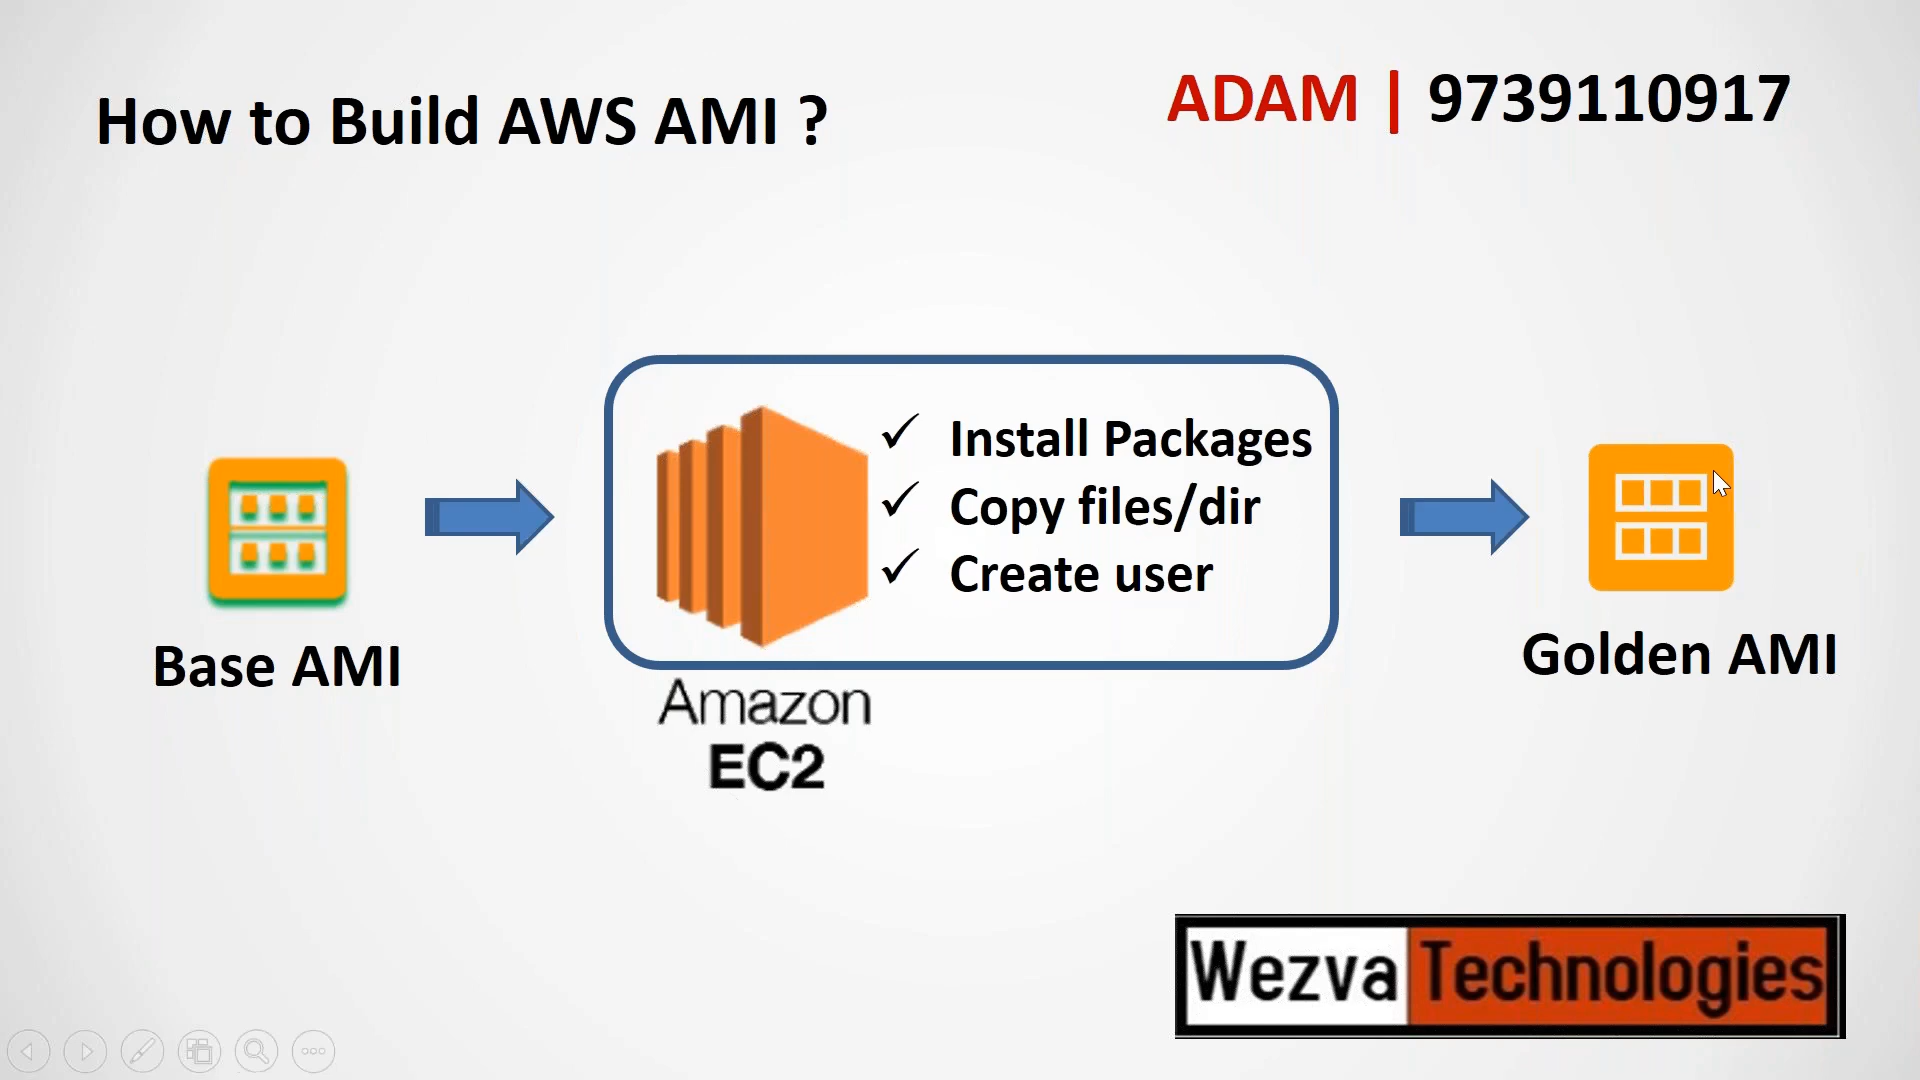 How to Build AWS AMI ?
ADAM | 9739110917
Install Packages
Copy files/dir
Create user
Base AMI
Golden AMI
Amazon
EC2
Wezva Technologies